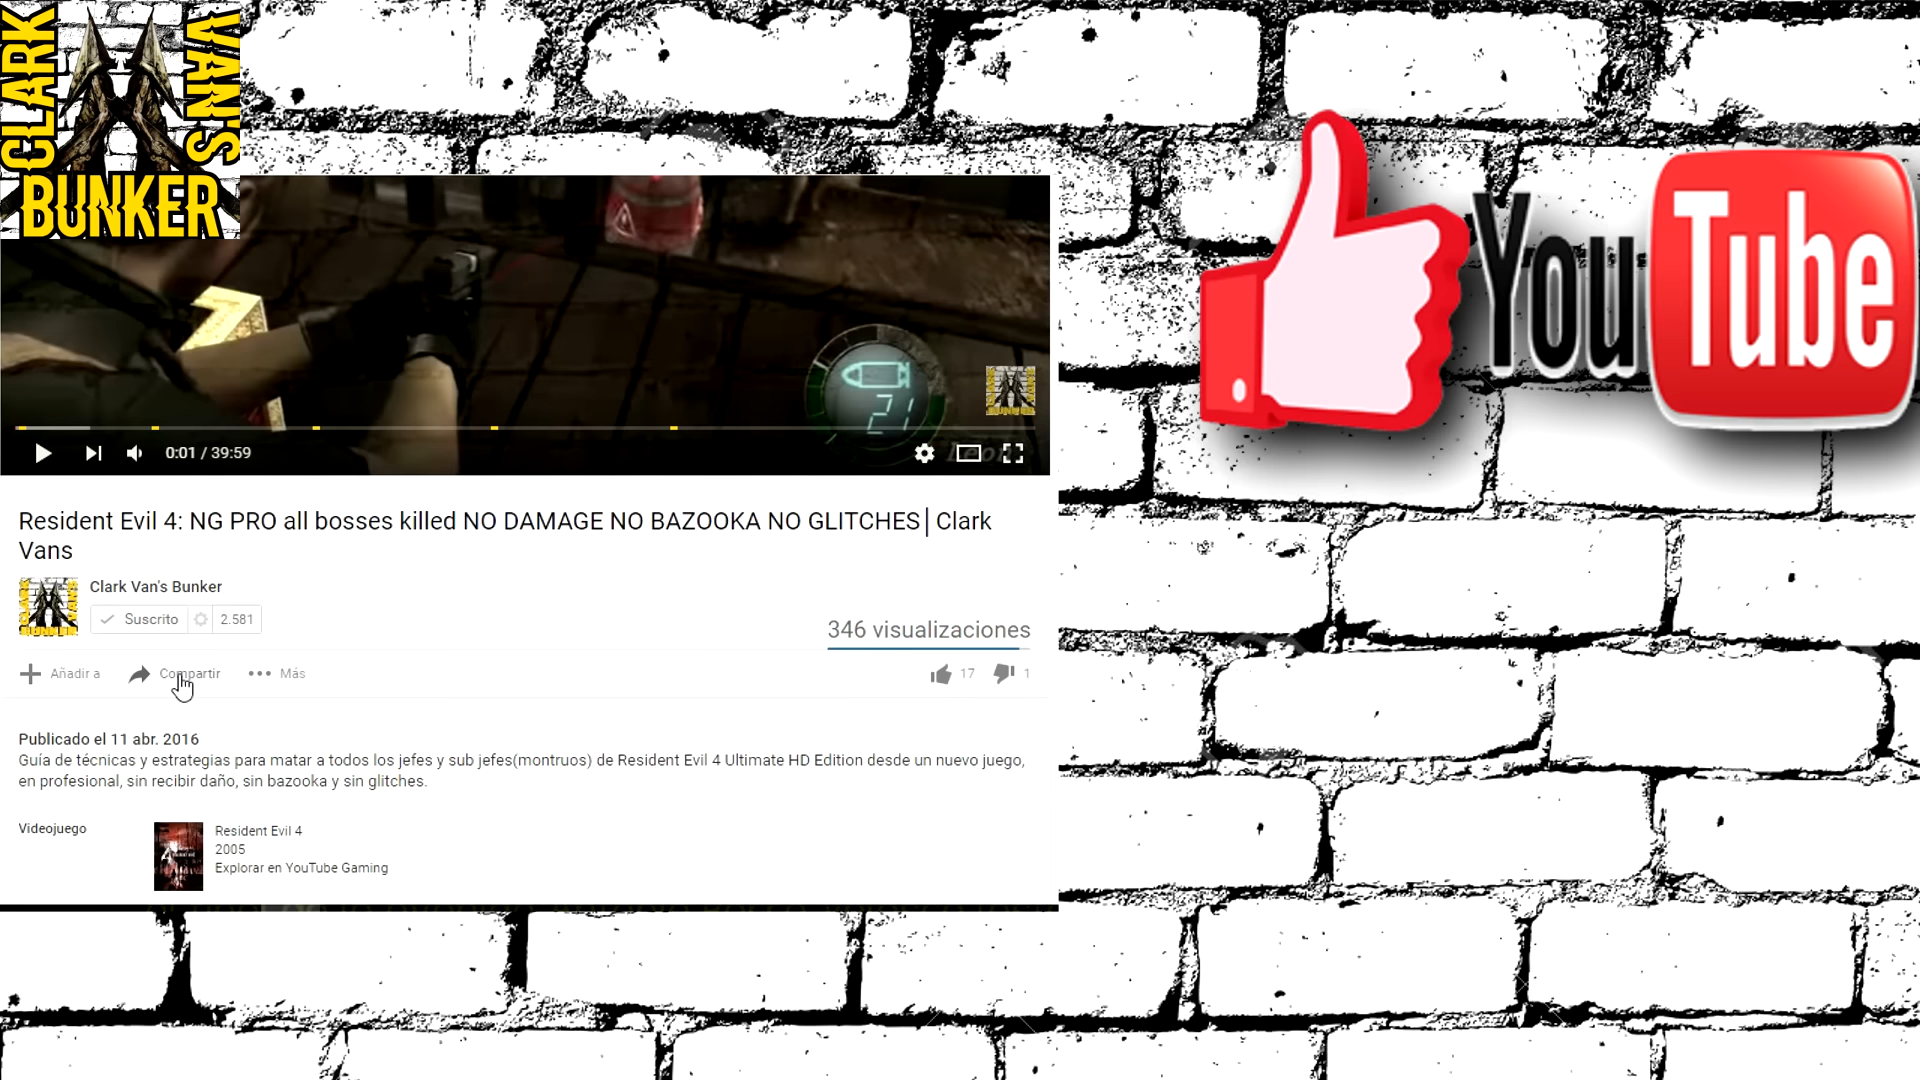 CLARK
VAN'S
BUNKER
You Tube
21
0:01 / 39:59
Resident Evil 4: NG PRO all bosses killed NO DAMAGE NO BAZOOKA NO GLITCHES│Clark
Vans
Clark Van's Bunker
Suscrito 2.581
346 visualizaciones
Añadir a Compartir Más 17 1
Publicado el 11 abr. 2016
Guía de técnicas y estrategias para matar a todos los jefes y sub jefes(montruos) de Resident Evil 4 Ultimate HD Edition desde un nuevo juego,
en profesional, sin recibir daño, sin bazooka y sin glitches.
Videojuego
Resident Evil 4
2005
Explorar en YouTube Gaming